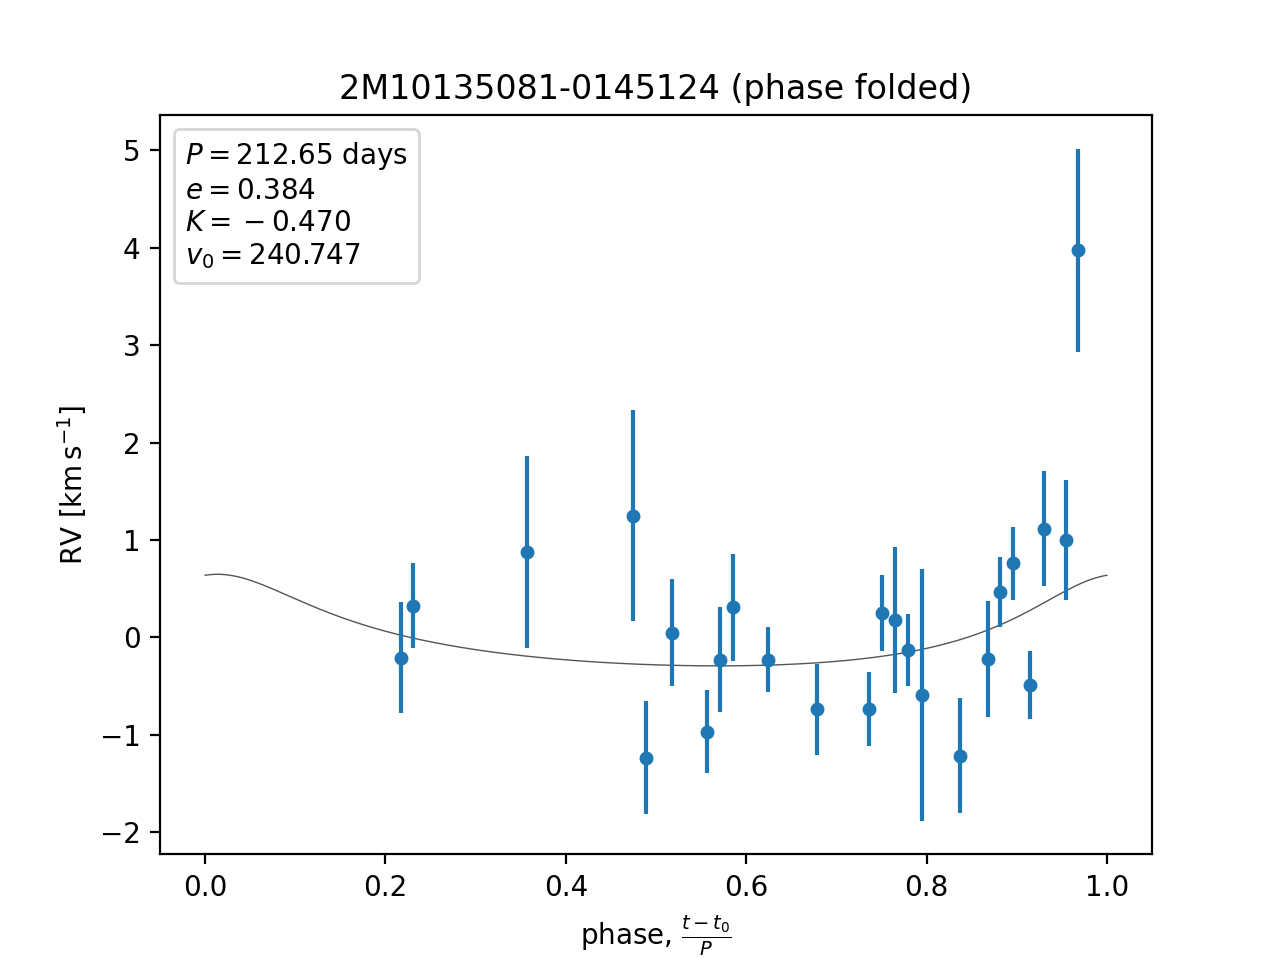 2M10135081-0145124 (phase folded)
P = 212.65 days
e = 0.384
K = −0.470
v₀ = 240.747
5
4
3
2
1
0
−1
−2
RV [km s⁻¹]
0.0 0.2 0.4 0.6 0.8 1.0
phase, (t − t₀)/P